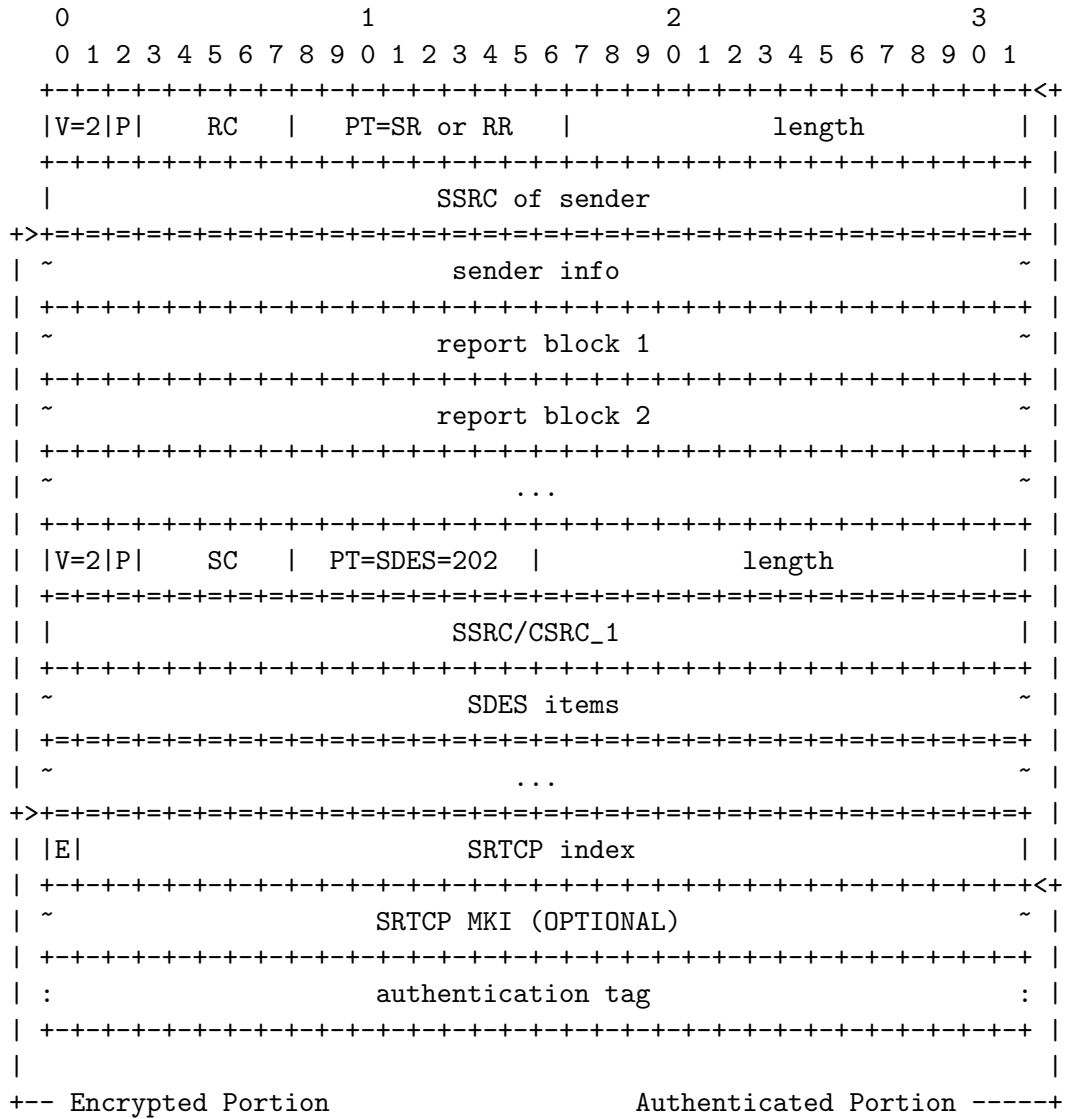 0                   1                   2                   3
0 1 2 3 4 5 6 7 8 9 0 1 2 3 4 5 6 7 8 9 0 1 2 3 4 5 6 7 8 9 0 1
+-+-+-+-+-+-+-+-+-+-+-+-+-+-+-+-+-+-+-+-+-+-+-+-+-+-+-+-+-+-+-+-+<+
|V=2|P|    RC   |   PT=SR or RR   |             length          | |
+-+-+-+-+-+-+-+-+-+-+-+-+-+-+-+-+-+-+-+-+-+-+-+-+-+-+-+-+-+-+-+-+ |
|                         SSRC of sender                        | |
+>+=+=+=+=+=+=+=+=+=+=+=+=+=+=+=+=+=+=+=+=+=+=+=+=+=+=+=+=+=+=+=+=+ |
| ~                          sender info                          ~ |
| +-+-+-+-+-+-+-+-+-+-+-+-+-+-+-+-+-+-+-+-+-+-+-+-+-+-+-+-+-+-+-+-+ |
| ~                         report block 1                        ~ |
| +-+-+-+-+-+-+-+-+-+-+-+-+-+-+-+-+-+-+-+-+-+-+-+-+-+-+-+-+-+-+-+-+ |
| ~                         report block 2                        ~ |
| +-+-+-+-+-+-+-+-+-+-+-+-+-+-+-+-+-+-+-+-+-+-+-+-+-+-+-+-+-+-+-+-+ |
| ~                              ...                              ~ |
| +-+-+-+-+-+-+-+-+-+-+-+-+-+-+-+-+-+-+-+-+-+-+-+-+-+-+-+-+-+-+-+-+ |
| |V=2|P|    SC   |  PT=SDES=202  |             length            | |
| +=+=+=+=+=+=+=+=+=+=+=+=+=+=+=+=+=+=+=+=+=+=+=+=+=+=+=+=+=+=+=+=+ |
| |                          SSRC/CSRC_1                          | |
| +-+-+-+-+-+-+-+-+-+-+-+-+-+-+-+-+-+-+-+-+-+-+-+-+-+-+-+-+-+-+-+-+ |
| ~                           SDES items                          ~ |
| +=+=+=+=+=+=+=+=+=+=+=+=+=+=+=+=+=+=+=+=+=+=+=+=+=+=+=+=+=+=+=+=+ |
| ~                              ...                              ~ |
+>+=+=+=+=+=+=+=+=+=+=+=+=+=+=+=+=+=+=+=+=+=+=+=+=+=+=+=+=+=+=+=+=+ |
| |E|                         SRTCP index                         | |
| +-+-+-+-+-+-+-+-+-+-+-+-+-+-+-+-+-+-+-+-+-+-+-+-+-+-+-+-+-+-+-+-+<+
| ~                     SRTCP MKI (OPTIONAL)                      ~ |
| +-+-+-+-+-+-+-+-+-+-+-+-+-+-+-+-+-+-+-+-+-+-+-+-+-+-+-+-+-+-+-+-+ |
| :                     authentication tag                        : |
| +-+-+-+-+-+-+-+-+-+-+-+-+-+-+-+-+-+-+-+-+-+-+-+-+-+-+-+-+-+-+-+-+ |
|                                                                   |
+-- Encrypted Portion                    Authenticated Portion -----+